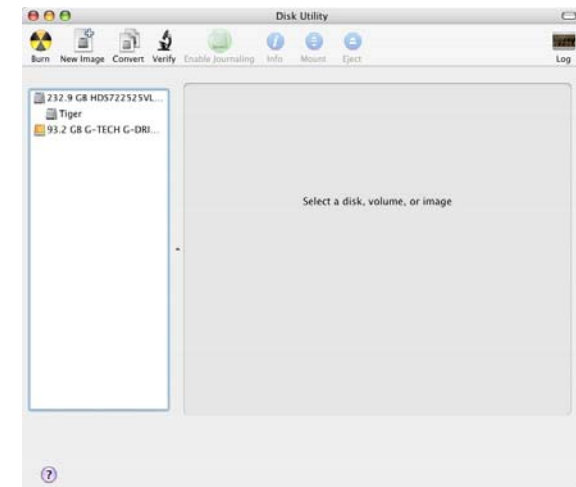 Disk Utility
Burn New Image Convert Verify Enable Journaling Info Mount Eject Log
232.9 GB HDS722525VL...
Tiger
93.2 GB G-TECH G-DRI...
Select a disk, volume, or image
?